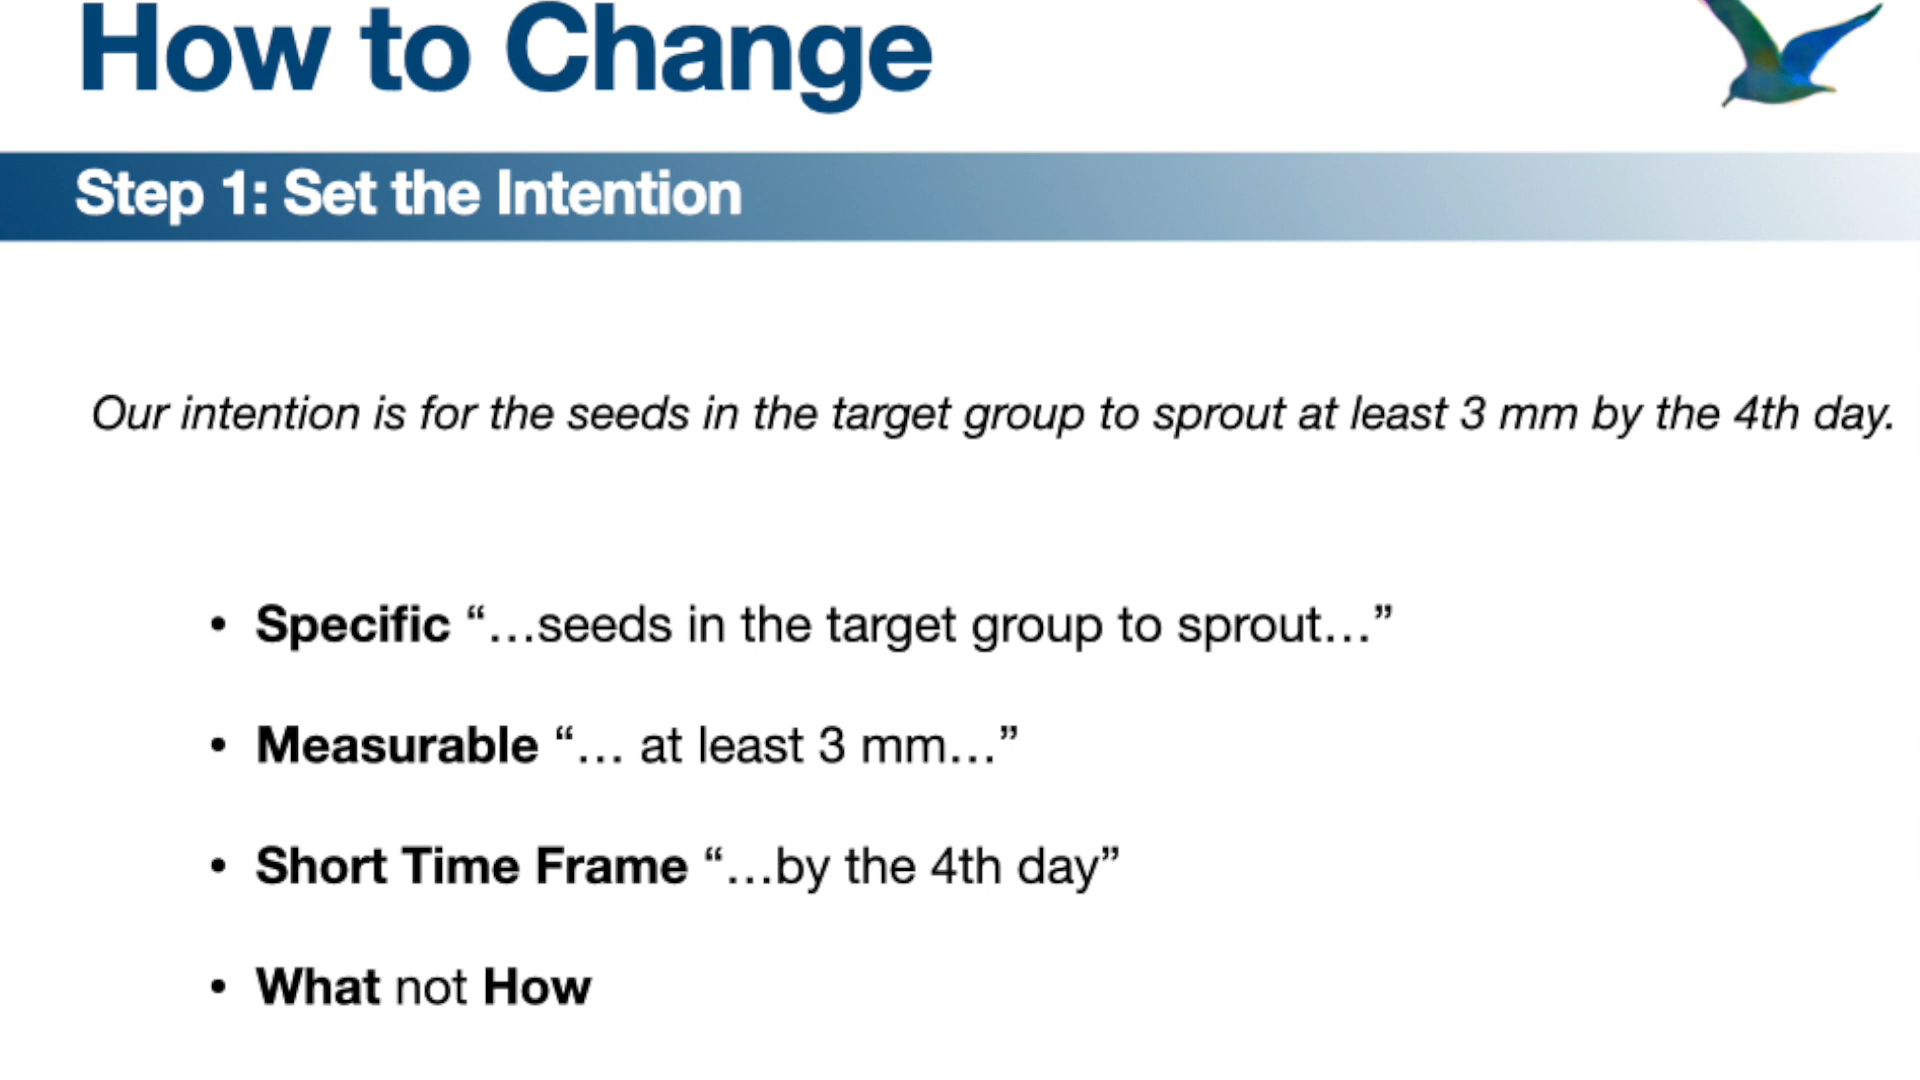 How to Change
Step 1: Set the Intention
Our intention is for the seeds in the target group to sprout at least 3 mm by the 4th day.
• Specific “…seeds in the target group to sprout…”
• Measurable “… at least 3 mm…”
• Short Time Frame “…by the 4th day”
• What not How